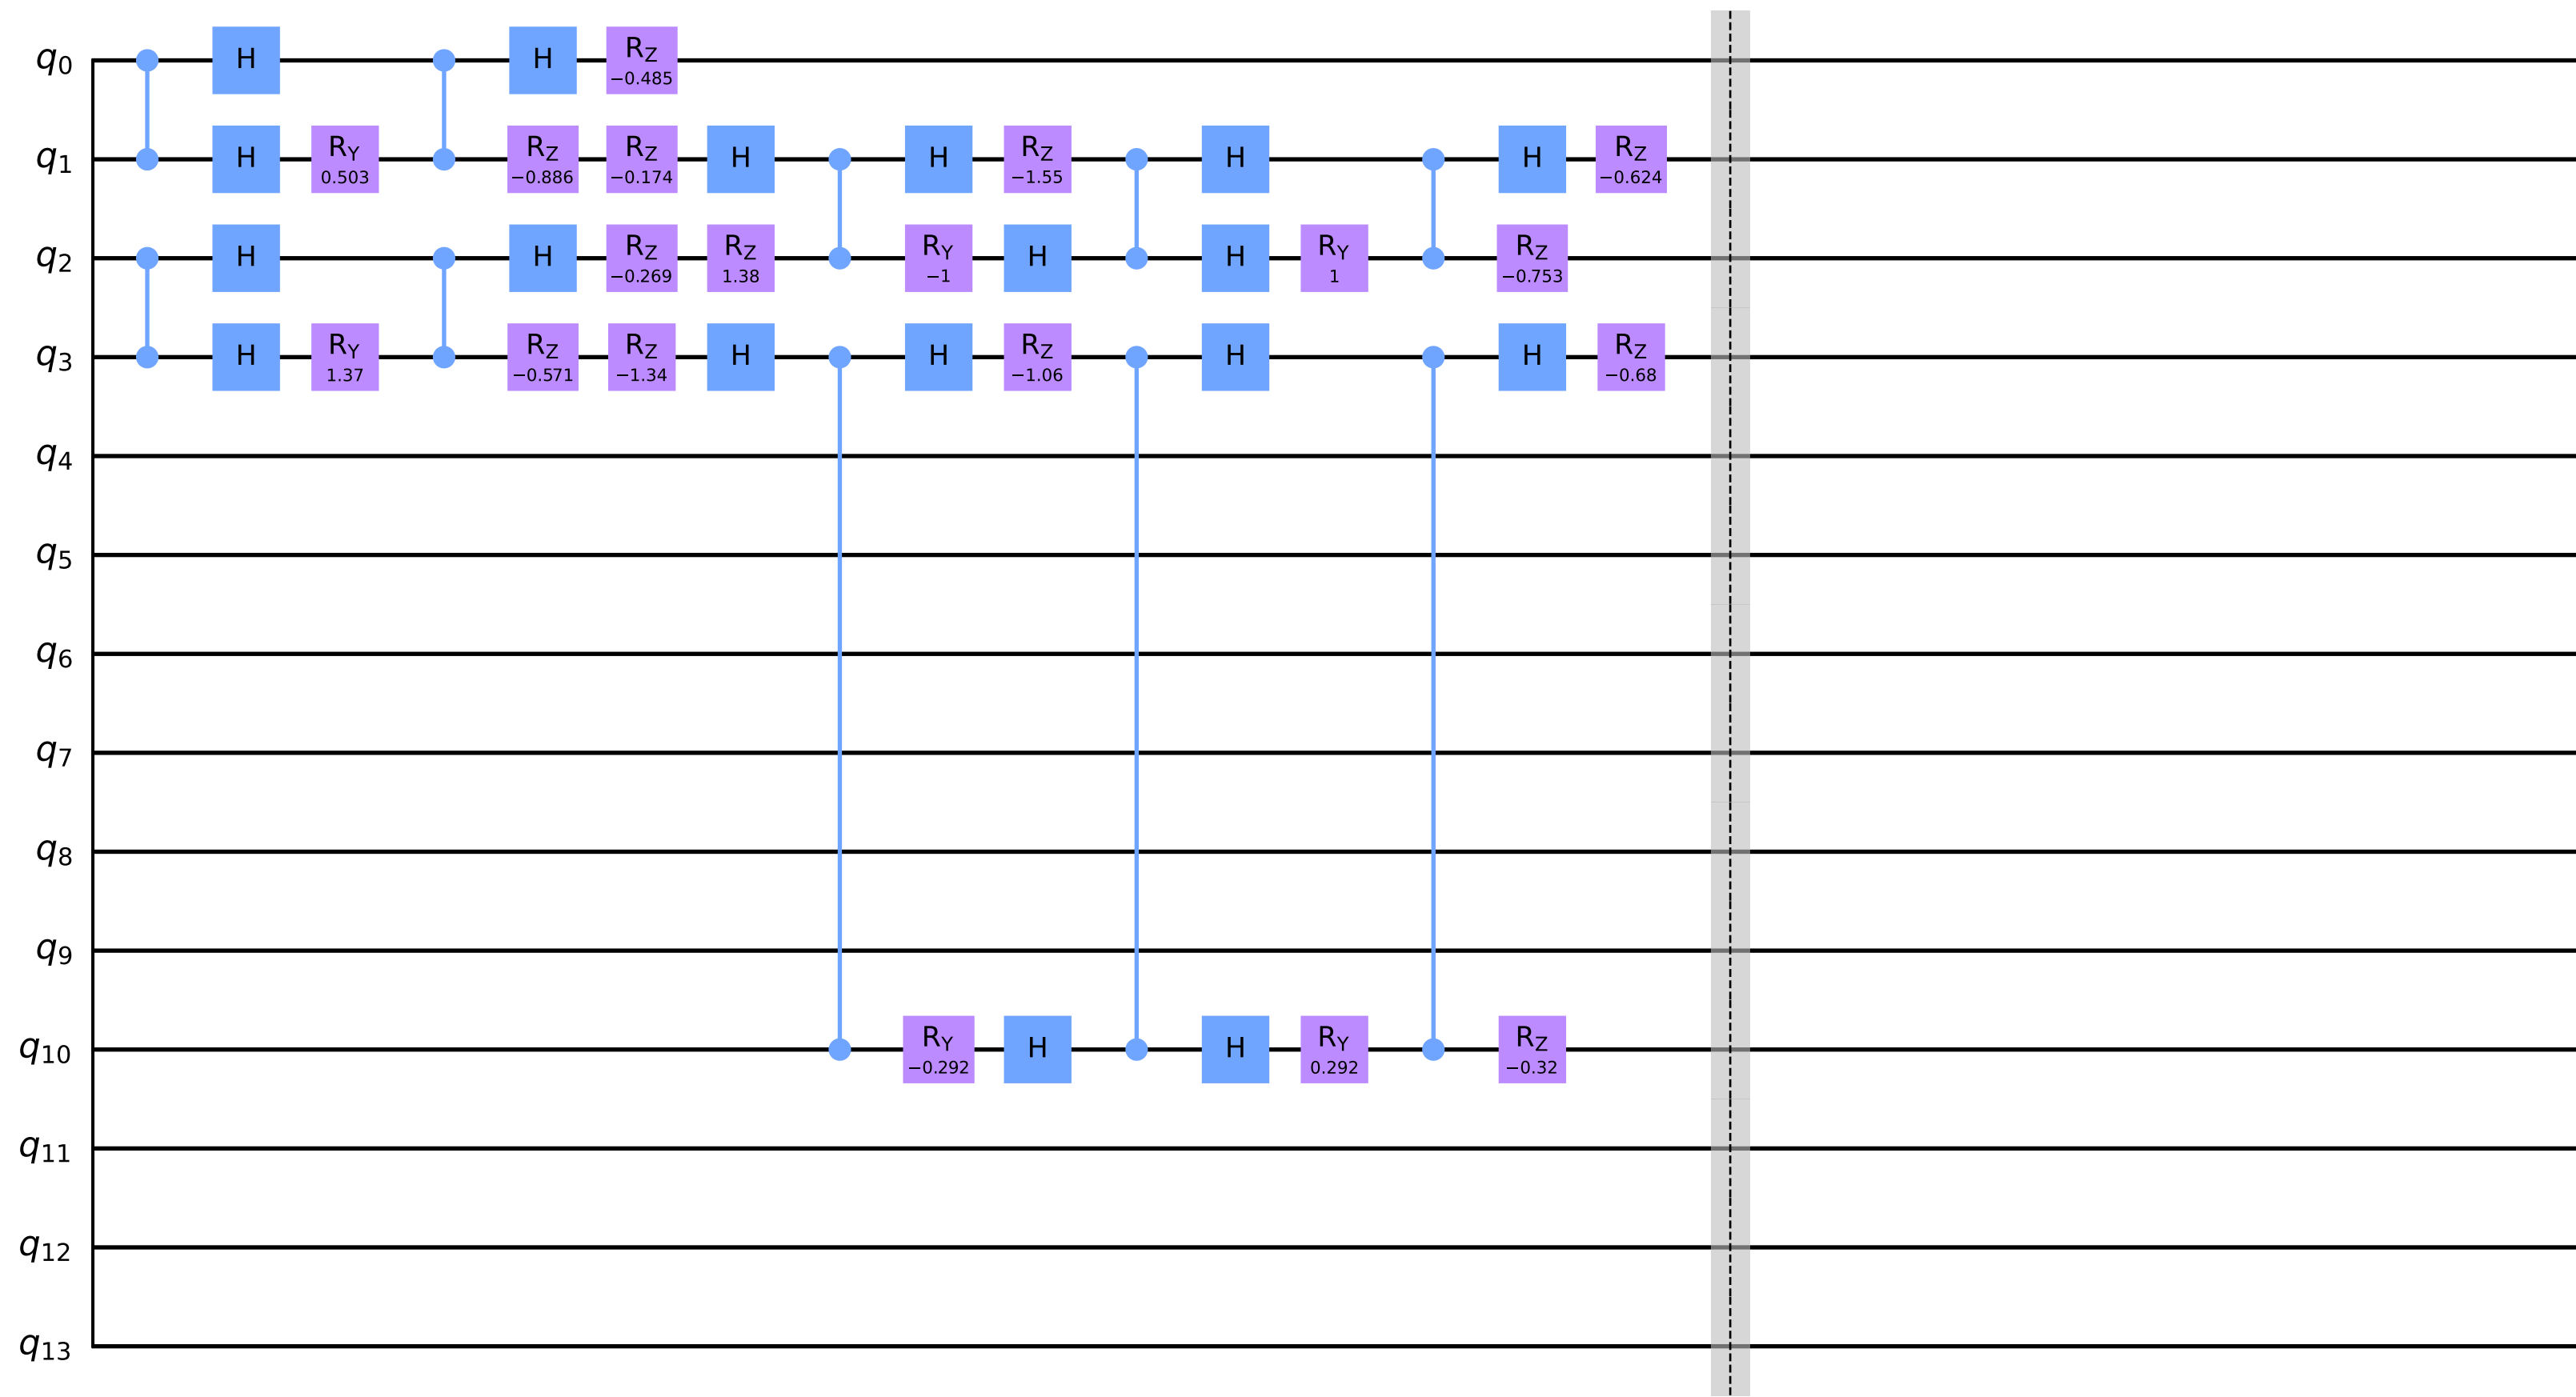 q0 H H RZ −0.485
q1 H RY 0.503 RZ −0.886 RZ −0.174 H H RZ −1.55 H H RZ −0.624
q2 H H RZ −0.269 RZ 1.38 RY −1 H H RY 1 RZ −0.753
q3 H RY 1.37 RZ −0.571 RZ −1.34 H H RZ −1.06 H H RZ −0.68
q4
q5
q6
q7
q8
q9
q10 RY −0.292 H H RY 0.292 RZ −0.32
q11
q12
q13